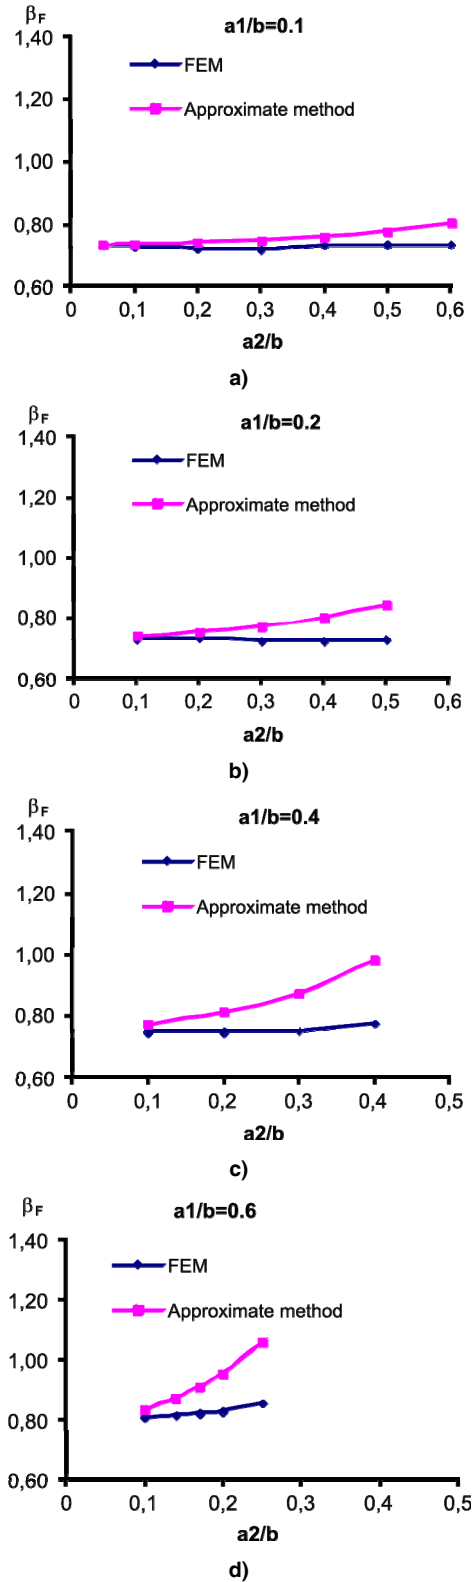 βF
a1/b=0.1
1,40
FEM
1,20
Approximate method
1,00
0,80
0,60
0 0,1 0,2 0,3 0,4 0,5 0,6
a2/b
a)
βF
a1/b=0.2
1,40
FEM
1,20
Approximate method
1,00
0,80
0,60
0 0,1 0,2 0,3 0,4 0,5 0,6
a2/b
b)
βF
a1/b=0.4
1,40
FEM
1,20
Approximate method
1,00
0,80
0,60
0 0,1 0,2 0,3 0,4 0,5
a2/b
c)
βF
a1/b=0.6
1,40
FEM
1,20
Approximate method
1,00
0,80
0,60
0 0,1 0,2 0,3 0,4 0,5
a2/b
d)